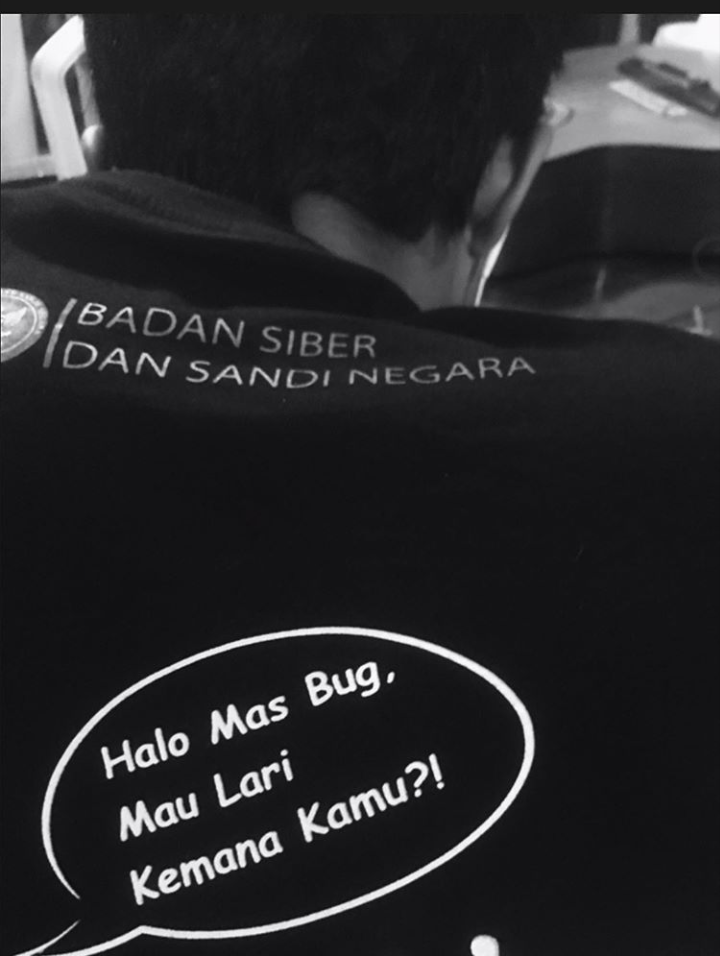 BADAN SIBER
DAN SANDI NEGARA
Halo Mas Bug,
Mau Lari
Kemana Kamu?!